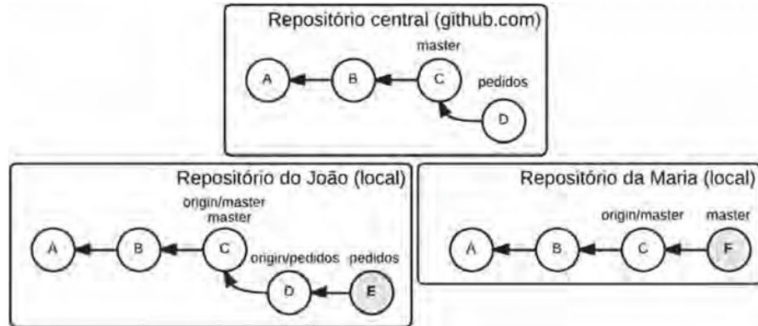 Repositório central (github.com)
master
pedidos
A
B
C
D
Repositório do João (local)
origin/master
master
origin/pedidos
pedidos
A
B
C
D
E
Repositório da Maria (local)
origin/master
master
A
B
C
F